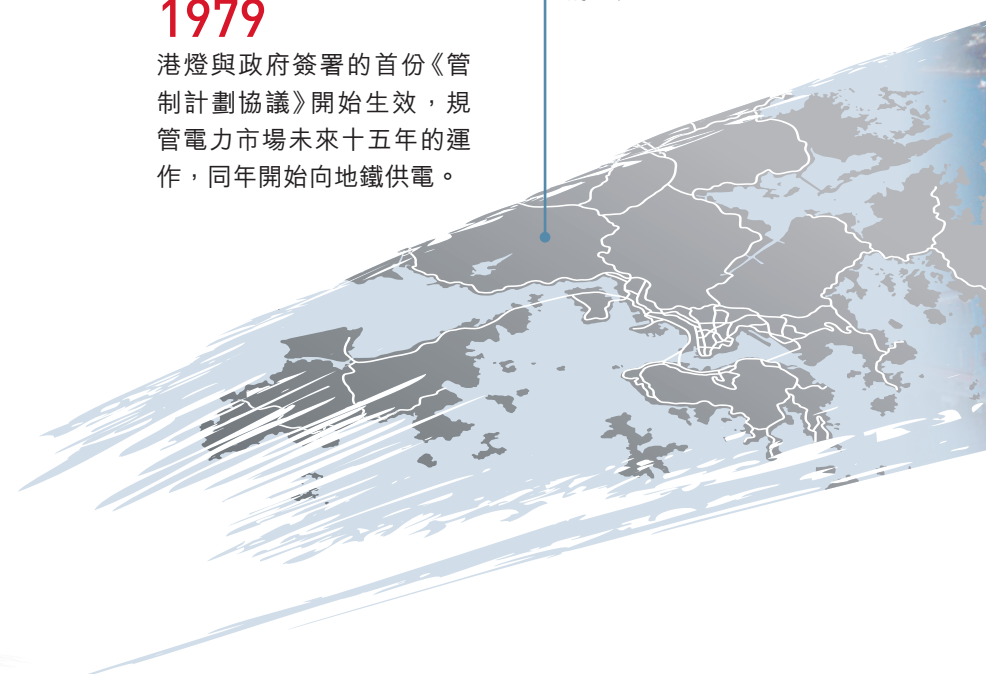 1979
港燈與政府簽署的首份《管
制計劃協議》開始生效，規
管電力市場未來十五年的運
作，同年開始向地鐵供電。